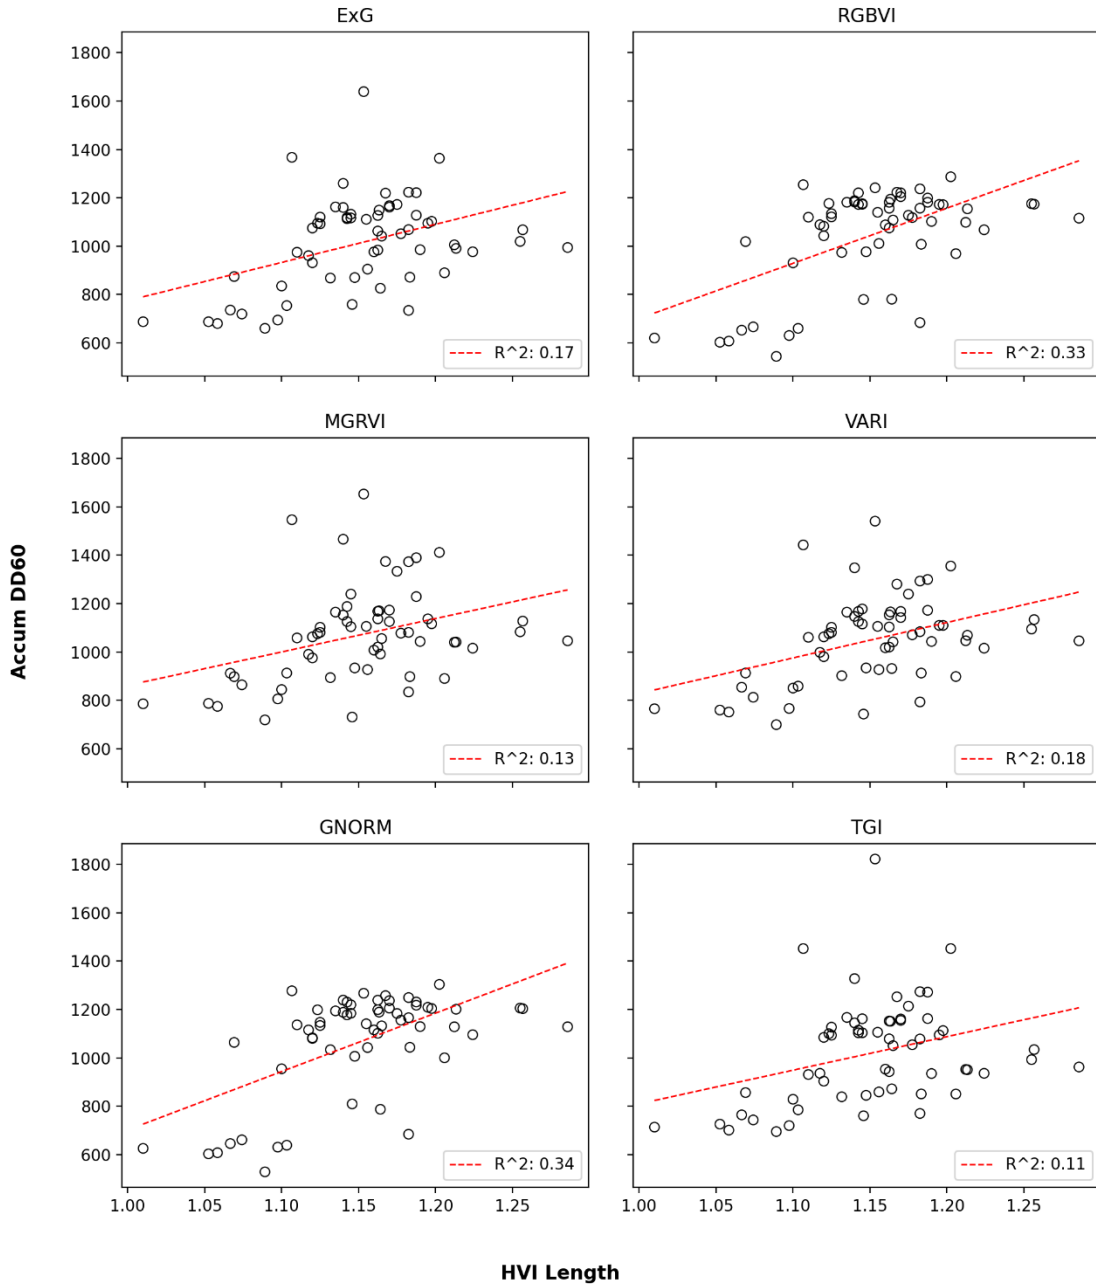 ExG RGBVI
1800
1600
1400
1200
1000
800
600
R^2: 0.17 R^2: 0.33
MGRVI VARI
1800
1600
1400
1200
1000
800
600
R^2: 0.13 R^2: 0.18
Accum DD60
GNORM TGI
1800
1600
1400
1200
1000
800
600
R^2: 0.34 R^2: 0.11
1.00 1.05 1.10 1.15 1.20 1.25 1.00 1.05 1.10 1.15 1.20 1.25
HVI Length